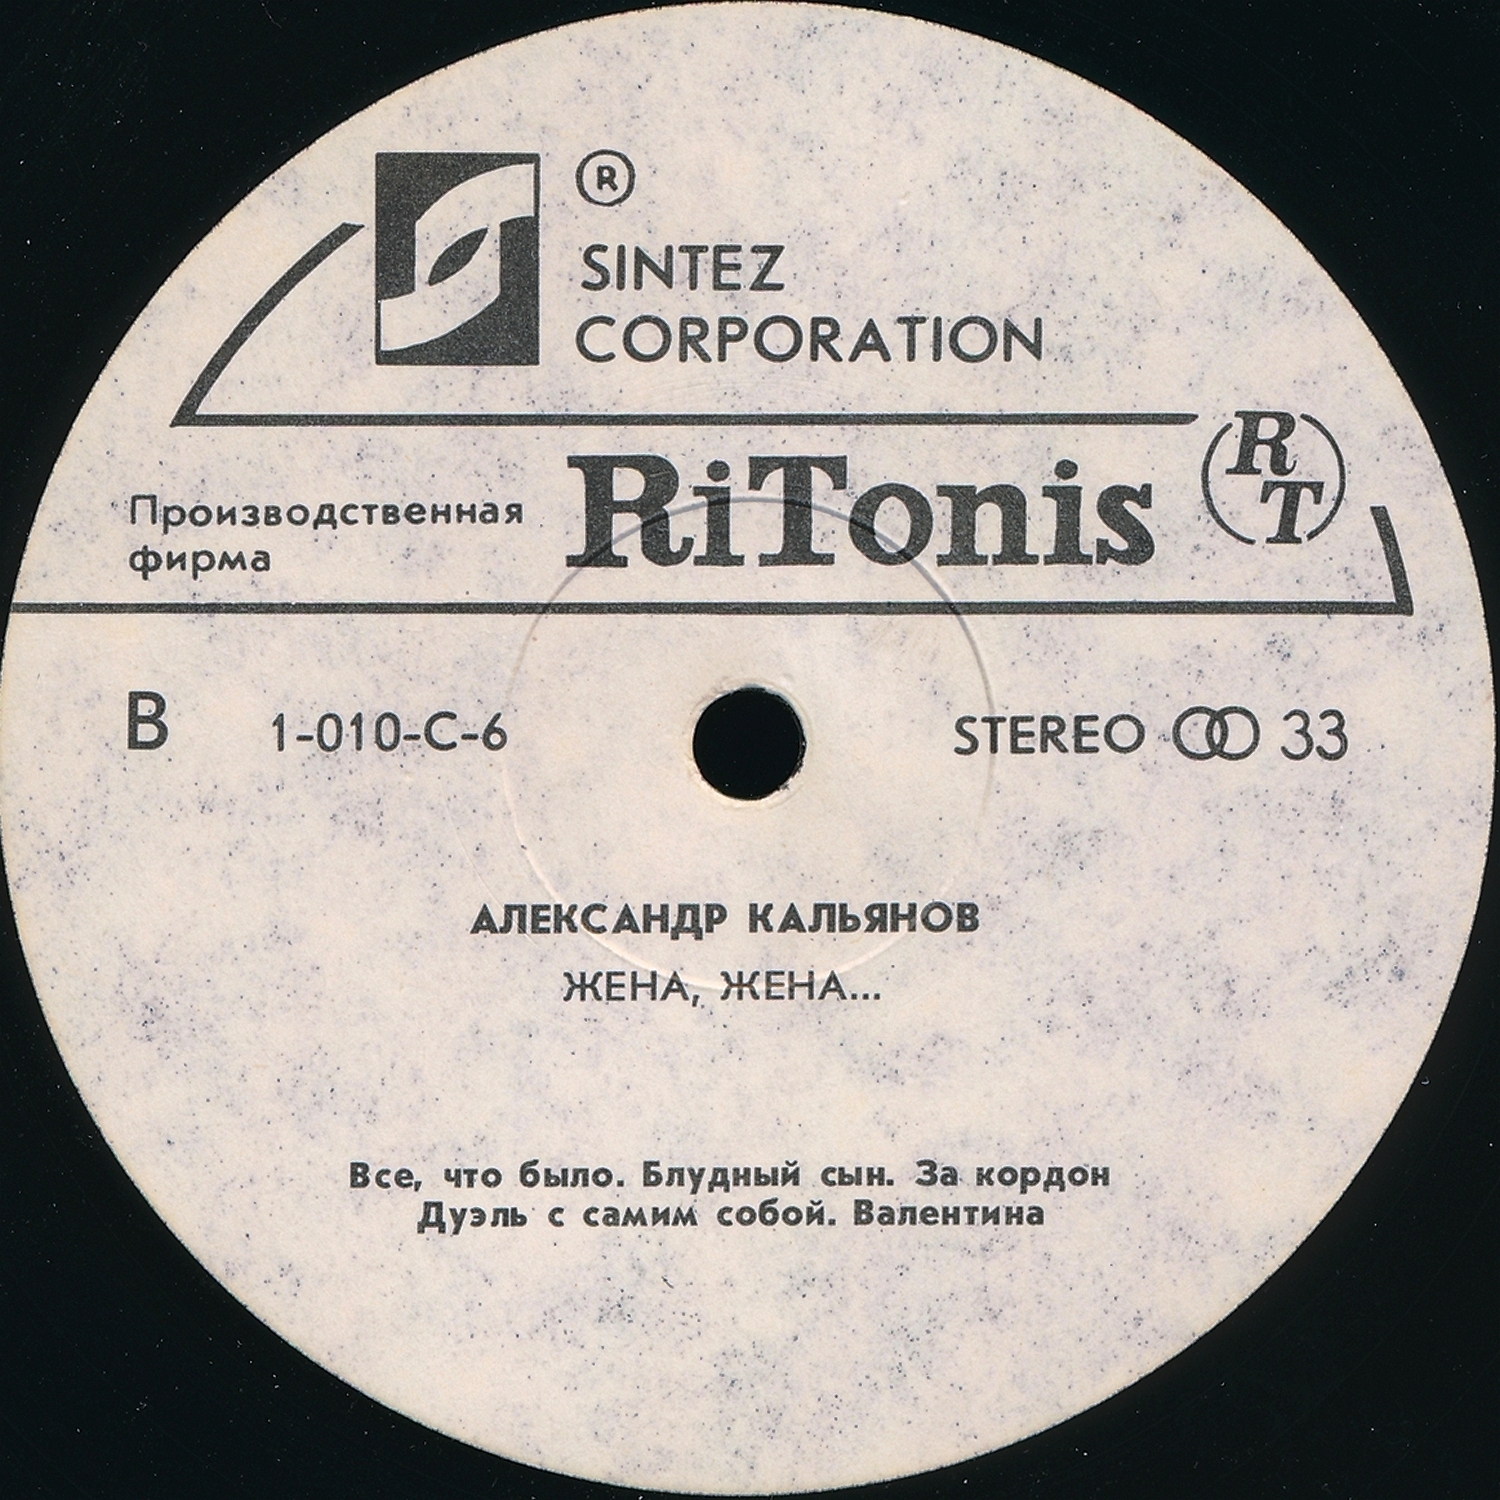 ®
SINTEZ
CORPORATION
Производственная
фирма
RiTonis
R
T
B 1-010-C-6
STEREO 33
АЛЕКСАНДР КАЛЬЯНОВ
ЖЕНА, ЖЕНА...
Все, что было. Блудный сын. За кордон
Дуэль с самим собой. Валентина